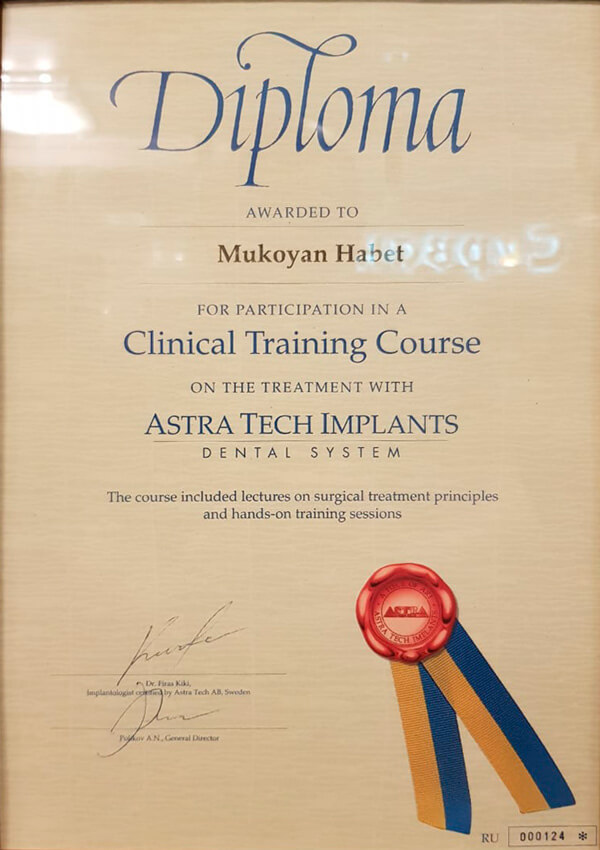 Diploma
AWARDED TO
Mukoyan Habet
FOR PARTICIPATION IN A
Clinical Training Course
ON THE TREATMENT WITH
ASTRA TECH IMPLANTS
DENTAL SYSTEM
The course included lectures on surgical treatment principles
and hands-on training sessions
ASTRA
ASTRA TECH IMPLANTS
Dr. Firas Kiki,
Implantologist certified by Astra Tech AB, Sweden
A.N., General Director
RU 000124 *